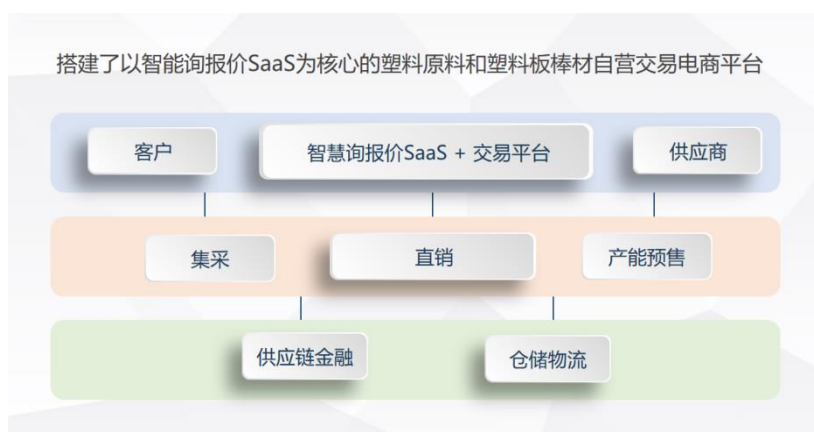 搭建了以智能询报价SaaS为核心的塑料原料和塑料板棒材自营交易电商平台
客户
智慧询报价SaaS + 交易平台
供应商
集采
直销
产能预售
供应链金融
仓储物流